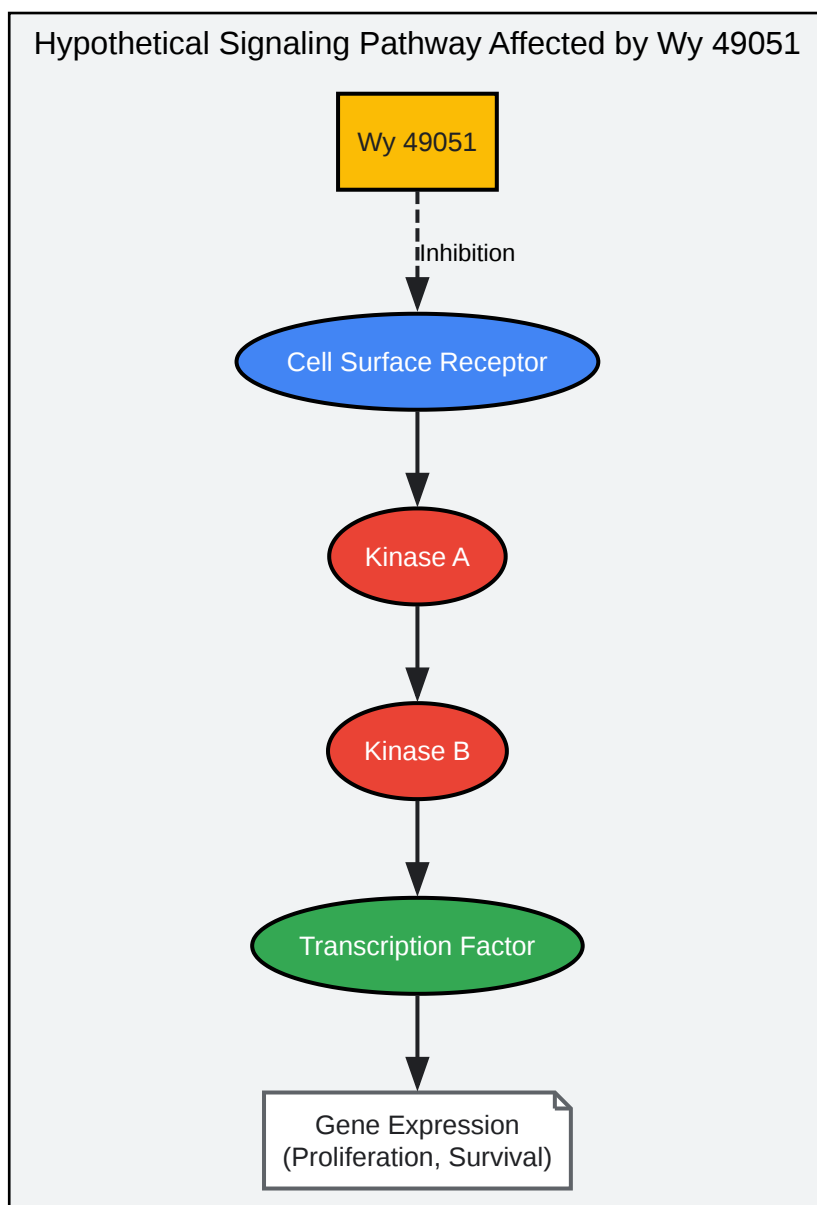 Hypothetical Signaling Pathway Affected by Wy 49051
Wy 49051
Inhibition
Cell Surface Receptor
Kinase A
Kinase B
Transcription Factor
Gene Expression
(Proliferation, Survival)